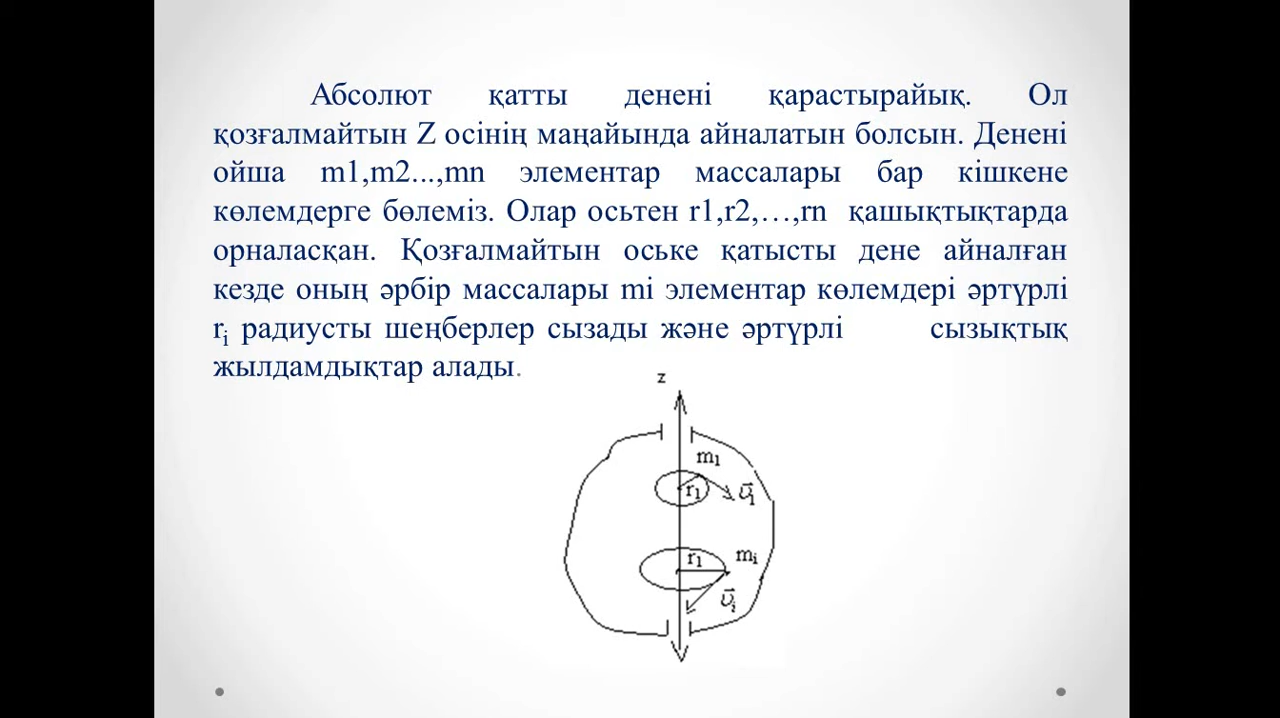 Абсолют қатты денені қарастырайық. Ол
қозғалмайтын Z осінің маңайында айналатын болсын. Денені
ойша m1,m2...,mn элементар массалары бар кішкене
көлемдерге бөлеміз. Олар осьтен r1,r2,…,rn қашықтықтарда
орналасқан. Қозғалмайтын оське қатысты дене айналған
кезде оның әрбір массалары mi элементар көлемдері әртүрлі
ri радиусты шеңберлер сызады және әртүрлі сызықтық
жылдамдықтар алады.
z
m1
r1 υ⃗1
r1 mi
υ⃗i